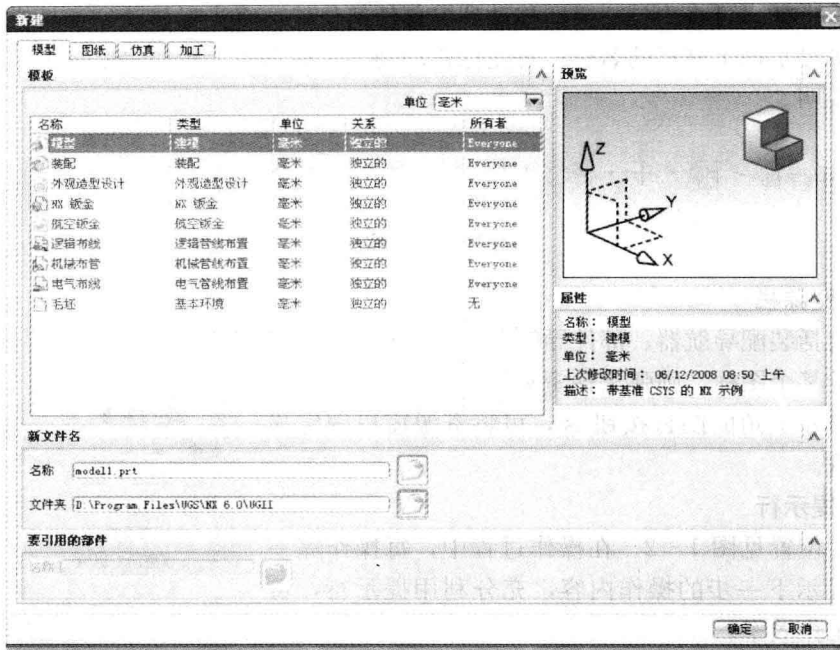 新建
模型 图纸 仿真 加工
模板
单位 毫米
名称 类型 单位 关系 所有者
模型 建模 毫米 独立的 Everyone
装配 装配 毫米 独立的 Everyone
外观造型设计 外观造型设计 毫米 独立的 Everyone
NX 钣金 NX 钣金 毫米 独立的 Everyone
航空钣金 航空钣金 毫米 独立的 Everyone
逻辑布线 逻辑管线布置 毫米 独立的 Everyone
机械布管 机械管线布置 毫米 独立的 Everyone
电气布线 电气管线布置 毫米 独立的 Everyone
毛坯 基本环境 毫米 独立的 无
预览
Z
Y
X
属性
名称： 模型
类型： 建模
单位： 毫米
上次修改时间： 06/12/2008 08:50 上午
描述： 带基准 CSYS 的 NX 示例
新文件名
名称 model1.prt
文件夹 D:\Program Files\UGS\NX 6.0\UGII
要引用的部件
名称
确定 取消